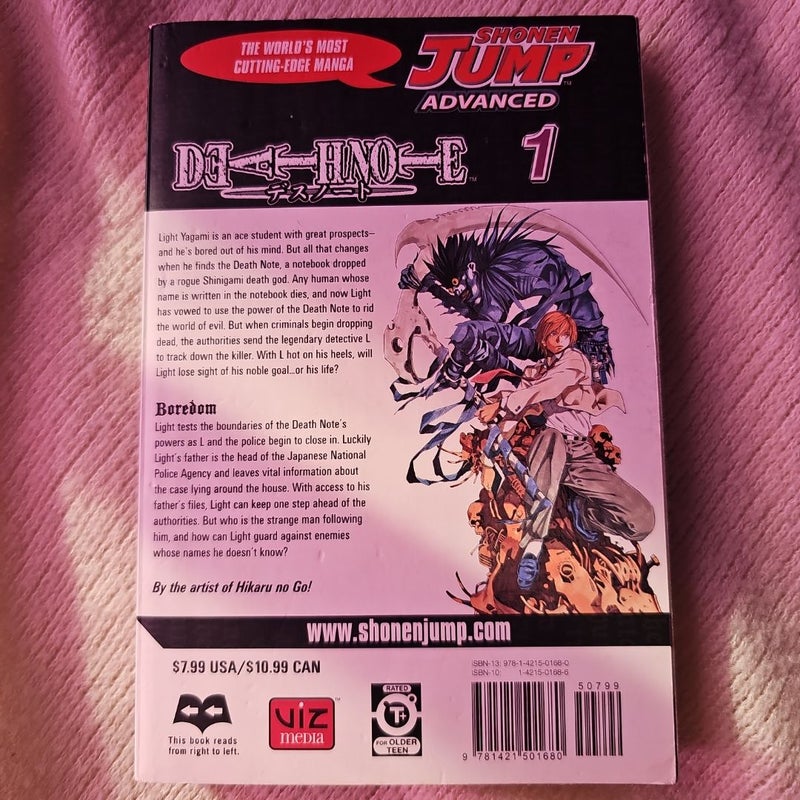 THE WORLD'S MOST
CUTTING-EDGE MANGA
SHONEN
JUMP™
ADVANCED
DEATH NOTE™
デスノート
1
Light Yagami is an ace student with great prospects–
and he's bored out of his mind. But all that changes
when he finds the Death Note, a notebook dropped
by a rogue Shinigami death god. Any human whose
name is written in the notebook dies, and now Light
has vowed to use the power of the Death Note to rid
the world of evil. But when criminals begin dropping
dead, the authorities send the legendary detective L
to track down the killer. With L hot on his heels, will
Light lose sight of his noble goal...or his life?
Boredom
Light tests the boundaries of the Death Note's
powers as L and the police begin to close in. Luckily
Light's father is the head of the Japanese National
Police Agency and leaves vital information about
the case lying around the house. With access to his
father's files, Light can keep one step ahead of the
authorities. But who is the strange man following
him, and how can Light guard against enemies
whose names he doesn't know?
By the artist of Hikaru no Go!
www.shonenjump.com
$7.99 USA/$10.99 CAN
This book reads
from right to left.
VIZ™
MEDIA
RATED
T+
FOR OLDER
TEEN
ISBN-13: 978-1-4215-0168-0
ISBN-10: 1-4215-0168-6
50799
9 781421 501680